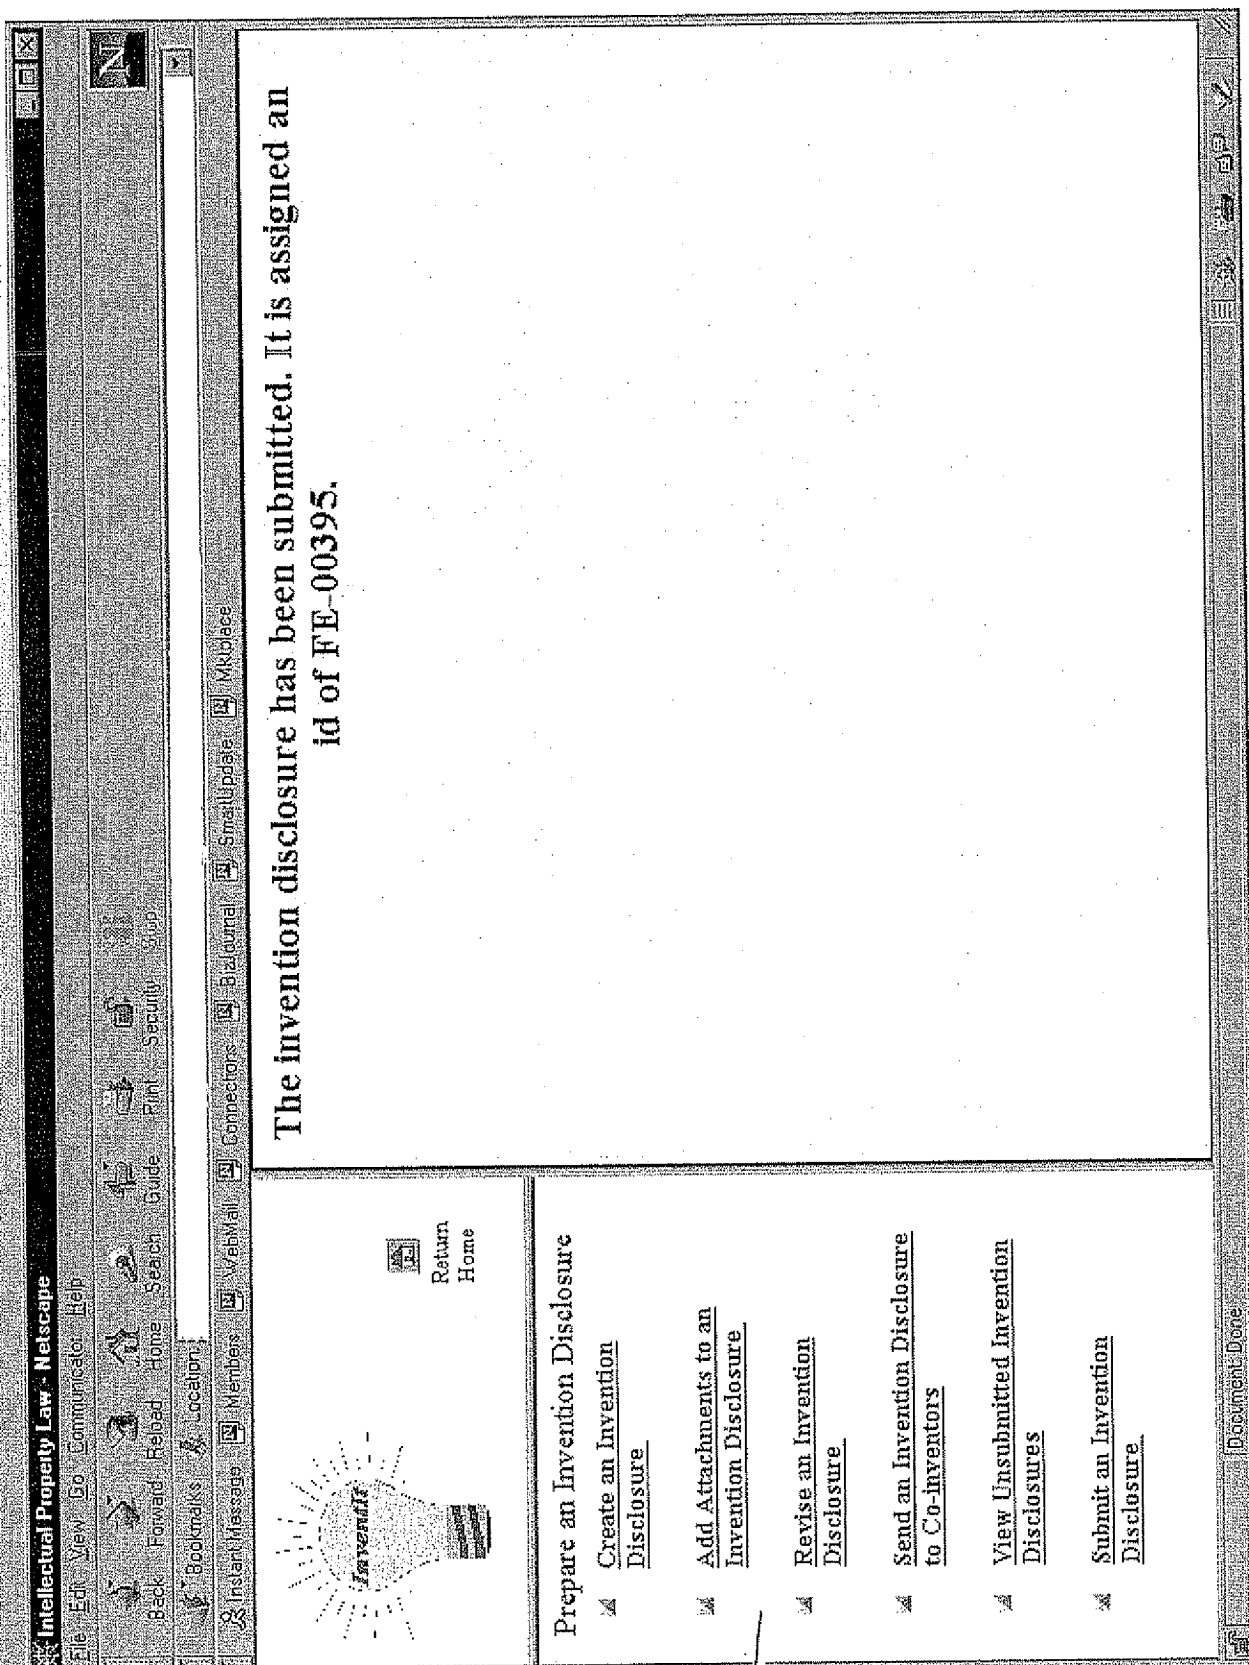 Intellectual Property Law - Netscape
File Edit View Go Communicator Help
Back Forward Reload Home Search Guide Print Security Stop
Bookmarks Location:
Instant Message Members WebMail Connections BizJournal SmartUpdate Mktplace
Inventit
Return
Home
Prepare an Invention Disclosure
Create an Invention
Disclosure
Add Attachments to an
Invention Disclosure
Revise an Invention
Disclosure
Send an Invention Disclosure
to Co-inventors
View Unsubmitted Invention
Disclosures
Submit an Invention
Disclosure
The invention disclosure has been submitted. It is assigned an
id of FE-00395.
Document: Done
N